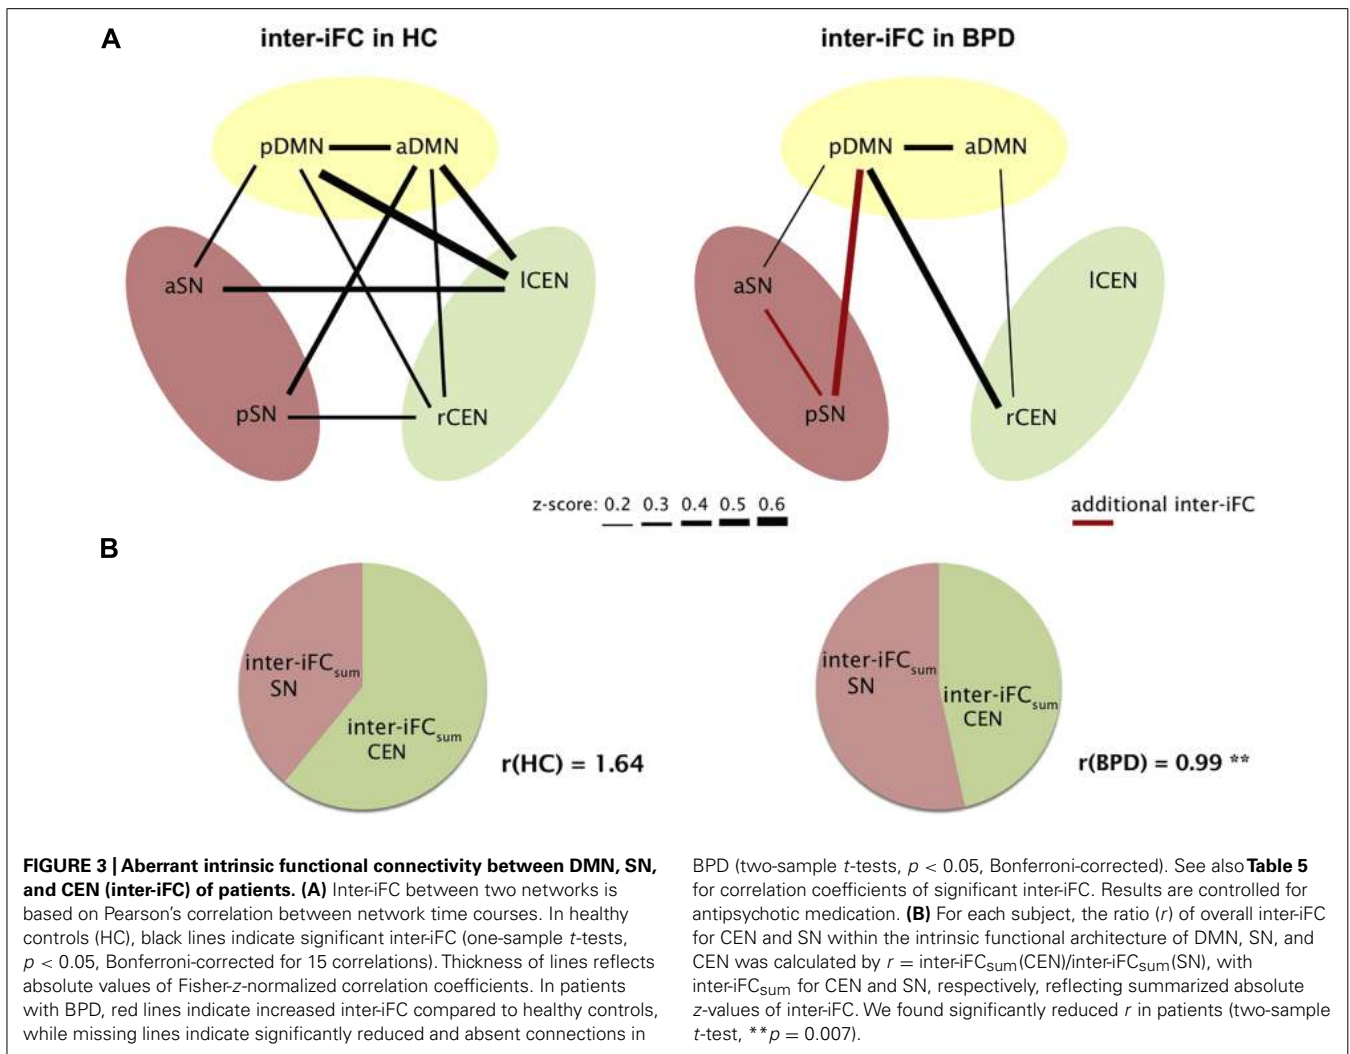 A
inter-iFC in HC
inter-iFC in BPD
pDMN
aDMN
aSN
lCEN
pSN
rCEN
pDMN
aDMN
aSN
lCEN
pSN
rCEN
z-score: 0.2 0.3 0.4 0.5 0.6
additional inter-iFC
B
inter-iFCsum
SN
inter-iFCsum
CEN
r(HC) = 1.64
inter-iFCsum
SN
inter-iFCsum
CEN
r(BPD) = 0.99 **
FIGURE 3 | Aberrant intrinsic functional connectivity between DMN, SN,
and CEN (inter-iFC) of patients. (A) Inter-iFC between two networks is
based on Pearson's correlation between network time courses. In healthy
controls (HC), black lines indicate significant inter-iFC (one-sample t-tests,
p < 0.05, Bonferroni-corrected for 15 correlations). Thickness of lines reflects
absolute values of Fisher-z-normalized correlation coefficients. In patients
with BPD, red lines indicate increased inter-iFC compared to healthy controls,
while missing lines indicate significantly reduced and absent connections in
BPD (two-sample t-tests, p < 0.05, Bonferroni-corrected). See also Table 5
for correlation coefficients of significant inter-iFC. Results are controlled for
antipsychotic medication. (B) For each subject, the ratio (r) of overall inter-iFC
for CEN and SN within the intrinsic functional architecture of DMN, SN, and
CEN was calculated by r = inter-iFCsum(CEN)/inter-iFCsum(SN), with
inter-iFCsum for CEN and SN, respectively, reflecting summarized absolute
z-values of inter-iFC. We found significantly reduced r in patients (two-sample
t-test, **p = 0.007).